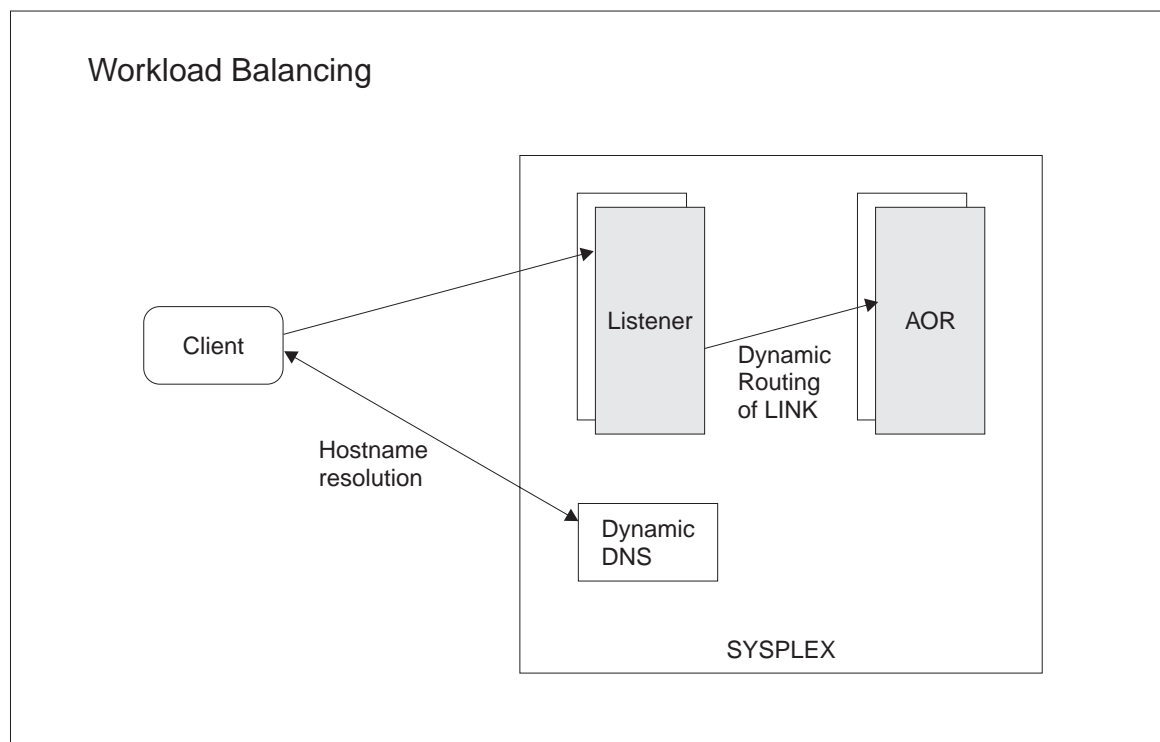 Workload Balancing
Client
Listener
AOR
Dynamic
Routing
of LINK
Hostname
resolution
Dynamic
DNS
SYSPLEX